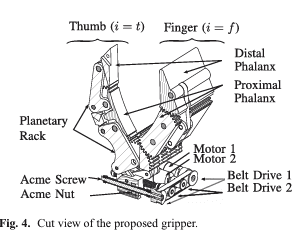 Thumb (i = t) Finger (i = f)
Distal
Phalanx
Proximal
Phalanx
Planetary
Rack
Motor 1
Motor 2
Acme Screw
Acme Nut
Belt Drive 1
Belt Drive 2
Fig. 4. Cut view of the proposed gripper.